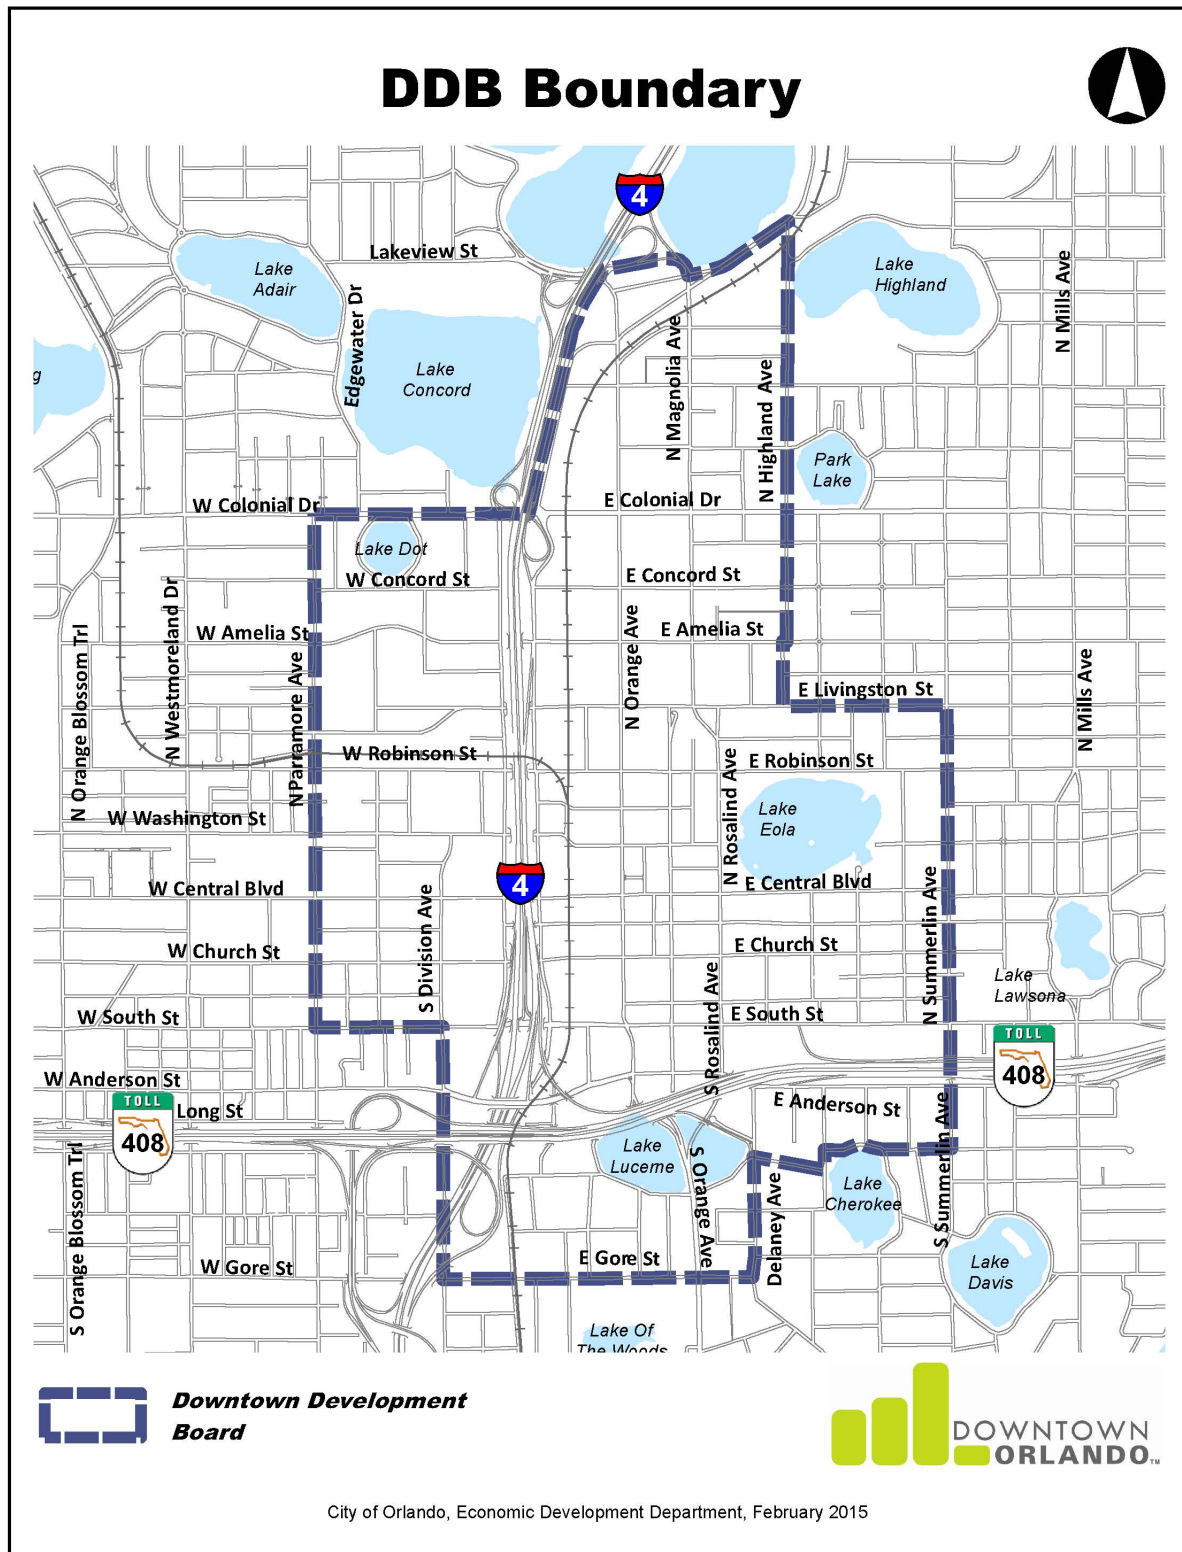 DDB Boundary
4
Lakeview St
Lake
Adair
Lake
Highland
N Mills Ave
Edgewater Dr
g
Lake
Concord
N Magnolia Ave
N Highland Ave
Park
Lake
W Colonial Dr
E Colonial Dr
Lake Dot
W Concord St
E Concord St
N Westmoreland Dr
W Amelia St
E Amelia St
N Orange Ave
N Orange Blossom Trl
N Parramore Ave
E Livingston St
N Mills Ave
W Robinson St
E Robinson St
N Rosalind Ave
W Washington St
Lake
Eola
4
W Central Blvd
E Central Blvd
S Division Ave
N Summerlin Ave
W Church St
E Church St
Lake
Lawsona
W South St
E South St
S Rosalind Ave
TOLL
408
W Anderson St
E Anderson St
TOLL
408
Long St
Lake
Lucerne
S Orange Ave
S Orange Blossom Trl
Delaney Ave
Lake
Cherokee
S Summerlin Ave
W Gore St
E Gore St
Lake
Davis
Lake Of
The Woods
Downtown Development
Board
DOWNTOWN
ORLANDO™
City of Orlando, Economic Development Department, February 2015